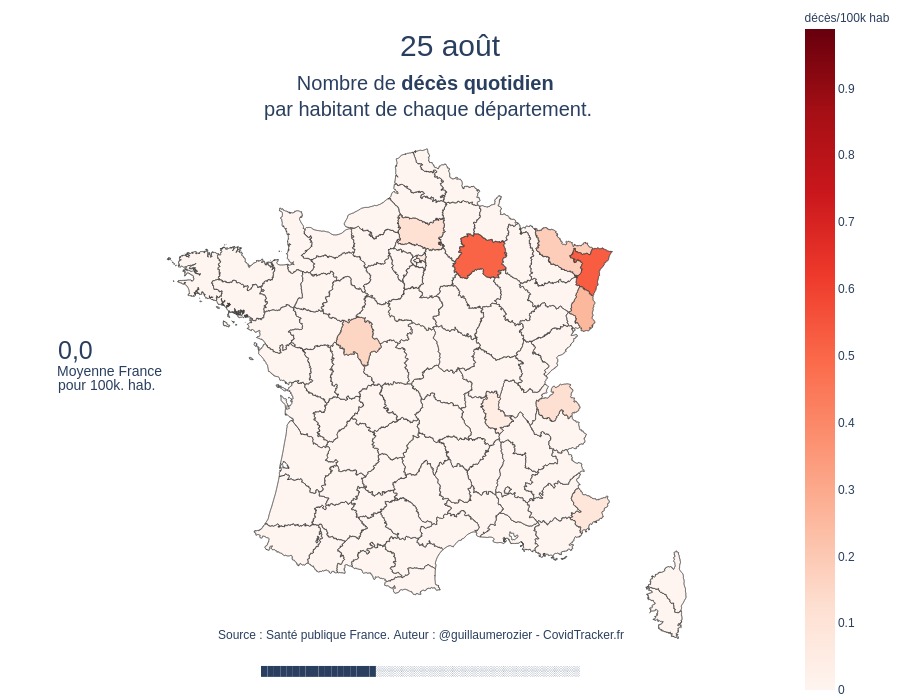 décès/100k hab
25 août
Nombre de décès quotidien
par habitant de chaque département.
0.9
0.8
0.7
0.6
0.5
0.4
0.3
0.2
0.1
0
0,0
Moyenne France
pour 100k. hab.
Source : Santé publique France. Auteur : @guillaumerozier - CovidTracker.fr